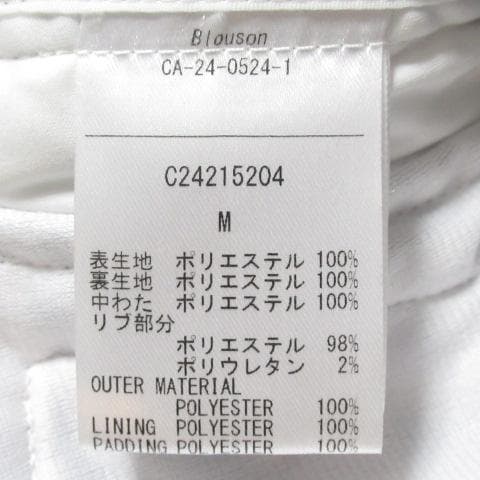 Blouson
CA-24-0524-1
C24215204
M
表生地 ポリエステル 100%
裏生地 ポリエステル 100%
中わた ポリエステル 100%
リブ部分
ポリエステル 98%
ポリウレタン 2%
OUTER MATERIAL
POLYESTER 100%
LINING POLYESTER 100%
PADDING POLYESTER 100%